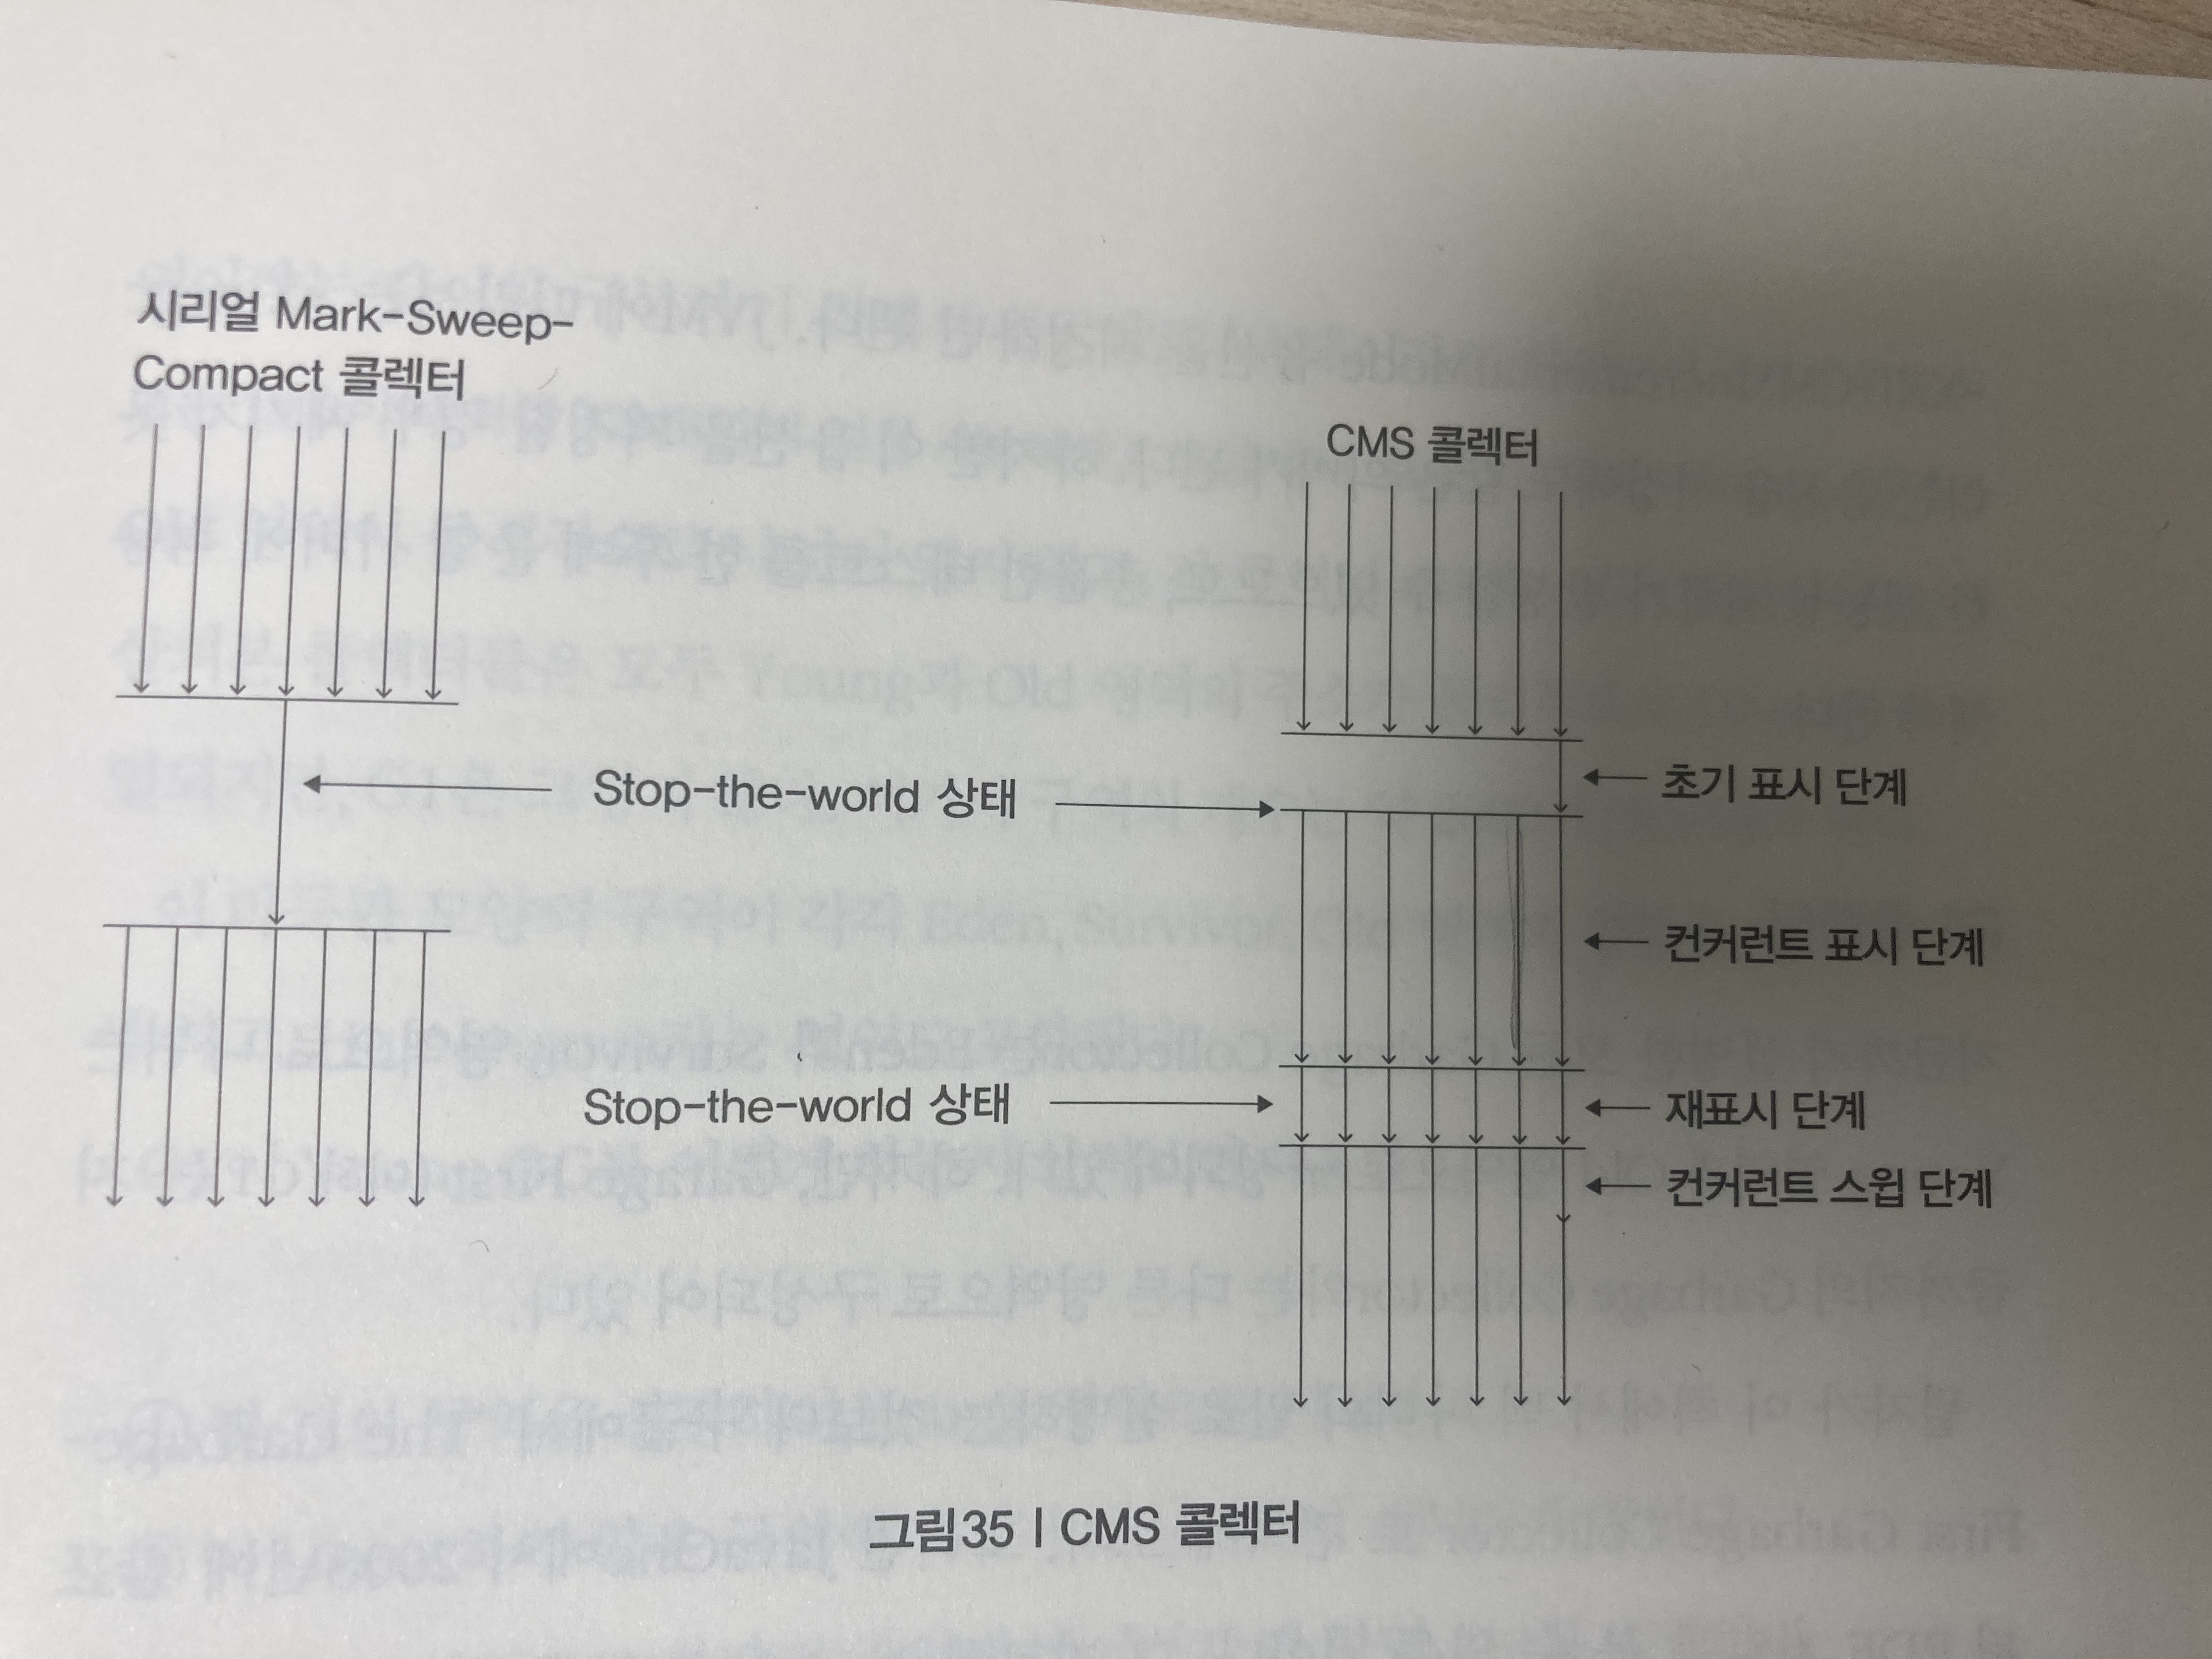 시리얼 Mark-Sweep-
Compact 콜렉터
CMS 콜렉터
Stop-the-world 상태
초기 표시 단계
컨커런트 표시 단계
Stop-the-world 상태
재표시 단계
컨커런트 스윕 단계
그림35 | CMS 콜렉터